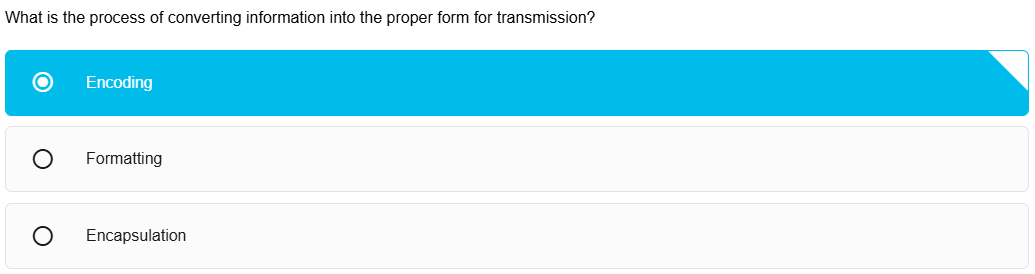 What is the process of converting information into the proper form for transmission?
Encoding
Formatting
Encapsulation